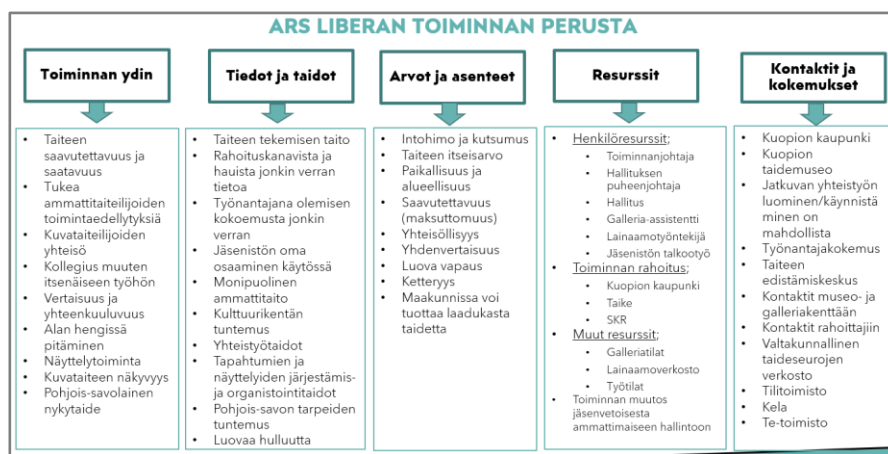 ARS LIBERAN TOIMINNAN PERUSTA
Toiminnan ydin
• Taiteen
saavutettavuus ja
saatavuus
• Tukea
ammattitaiteilijoiden
toimintaedellytyksiä
• Kuvataiteilijoiden
yhteisö
• Kollegius muuten
itsenäiseen työhön
• Vertaisuus ja
yhteenkuuluvuus
• Alan hengissä
pitäminen
• Näyttelytoiminta
• Kuvataiteen näkyvyys
• Pohjois-savolainen
nykytaide
Tiedot ja taidot
• Taiteen tekemisen taito
• Rahoituskanavista ja
hauista jonkin verran
tietoa
• Työnantajana olemisen
kokoemusta jonkin
verran
• Jäsenistön oma
osaaminen käytössä
• Monipuolinen
ammattitaito
• Kulttuurikentän
tuntemus
• Yhteistyötaidot
• Tapahtumien ja
näyttelyiden järjestämis-
ja organistointitaidot
• Pohjois-savon tarpeiden
tuntemus
• Luovaa hulluutta
Arvot ja asenteet
• Intohimo ja kutsumus
• Taiteen itseisarvo
• Paikallisuus ja
alueellisuus
• Saavutettavuus
(maksuttomuus)
• Yhteisöllisyys
• Yhdenvertaisuus
• Luova vapaus
• Ketteryys
• Maakunnissa voi
tuottaa laadukasta
taidetta
Resurssit
• Henkilöresurssit;
• Toiminnanjohtaja
• Hallituksen
puheenjohtaja
• Hallitus
• Galleria-assistentti
• Lainaamotyöntekijä
• Jäsenistön talkootyö
• Toiminnan rahoitus;
• Kuopion kaupunki
• Taike
• SKR
• Muut resurssit;
• Galleriatilat
• Lainaamoverkosto
• Työtilat
• Toiminnan muutos
jäsenvetoisesta
ammattimaiseen hallintoon
Kontaktit ja
kokemukset
• Kuopion kaupunki
• Kuopion
taidemuseo
• Jatkuvan yhteistyön
luominen/käynnistä
minen on
mahdollista
• Työnantajakokemus
• Taiteen
edistämiskeskus
• Kontaktit museo- ja
galleriakenttään
• Kontaktit rahoittajiin
• Valtakunnallinen
taideseurojen
verkosto
• Tilitoimisto
• Kela
• Te-toimisto